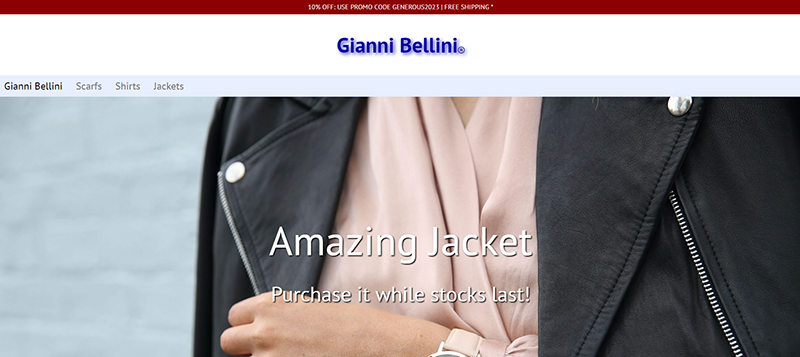 10% OFF: USE PROMO CODE GENEROUS2023 | FREE SHIPPING *
Gianni Bellini®
Gianni Bellini Scarfs Shirts Jackets
Amazing Jacket
Purchase it while stocks last!